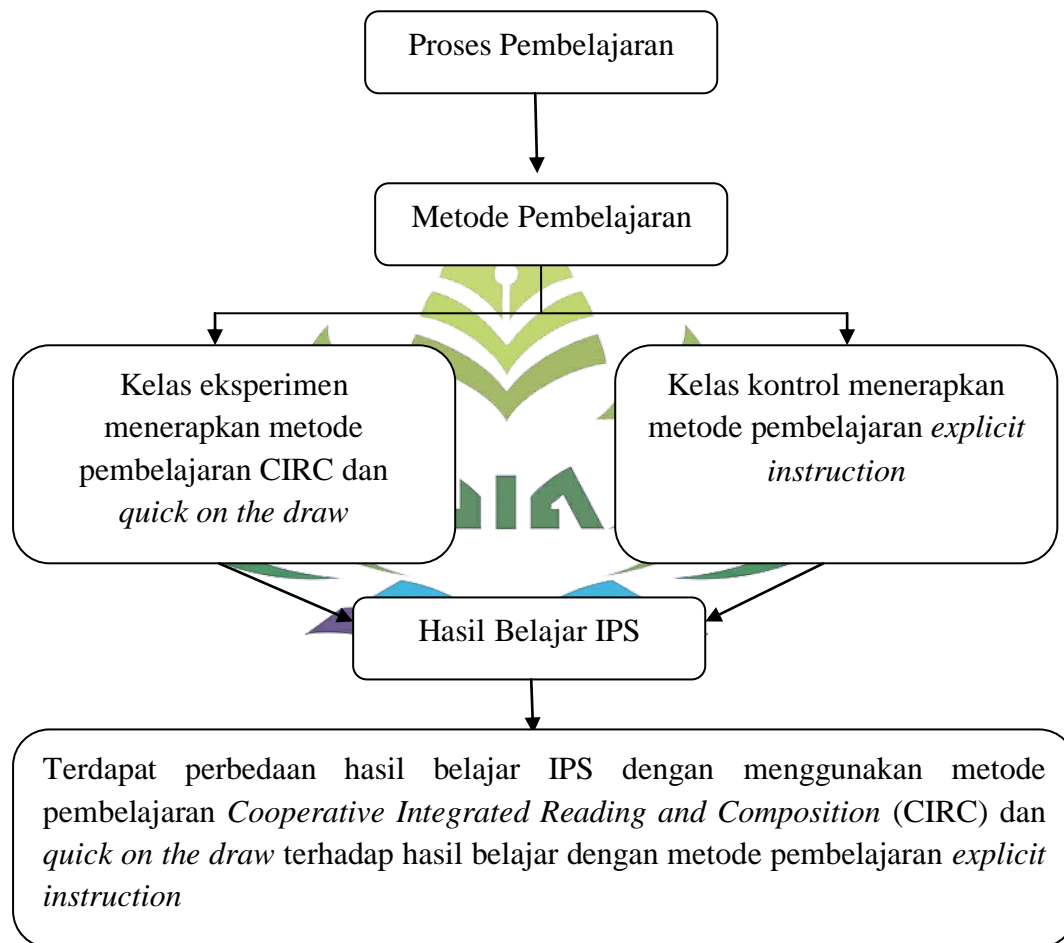 Proses Pembelajaran
Metode Pembelajaran
Kelas eksperimen
menerapkan metode
pembelajaran CIRC dan
quick on the draw
Kelas kontrol menerapkan
metode pembelajaran explicit
instruction
Hasil Belajar IPS
Terdapat perbedaan hasil belajar IPS dengan menggunakan metode
pembelajaran Cooperative Integrated Reading and Composition (CIRC) dan
quick on the draw terhadap hasil belajar dengan metode pembelajaran explicit
instruction